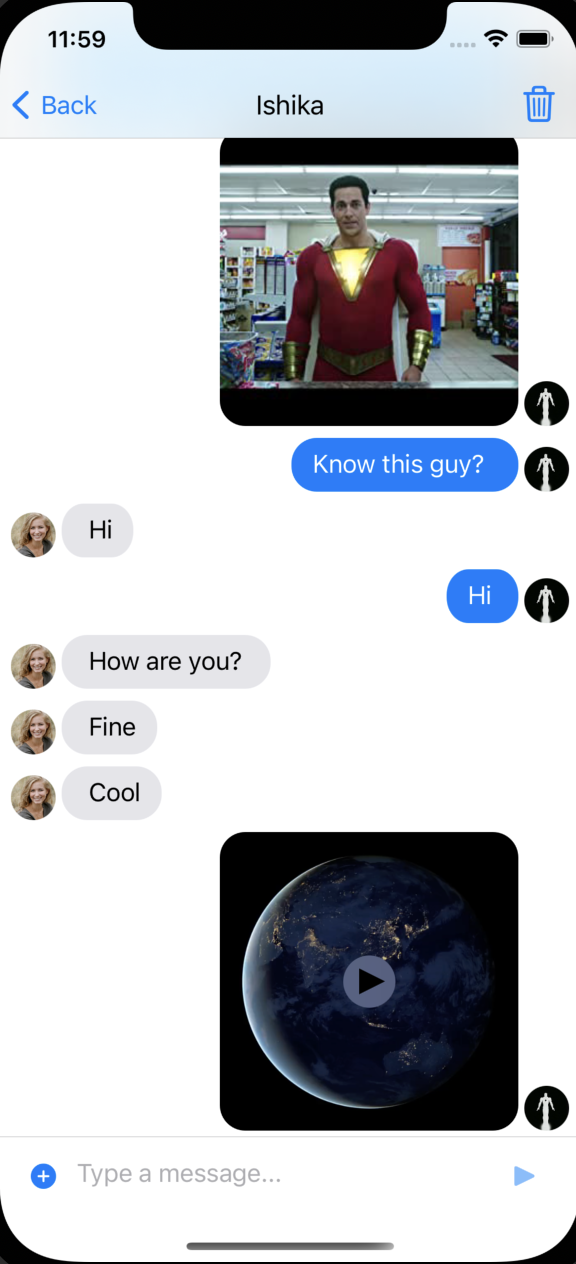 11:59
Back
Ishika
Know this guy?
Hi
Hi
How are you?
Fine
Cool
Type a message...